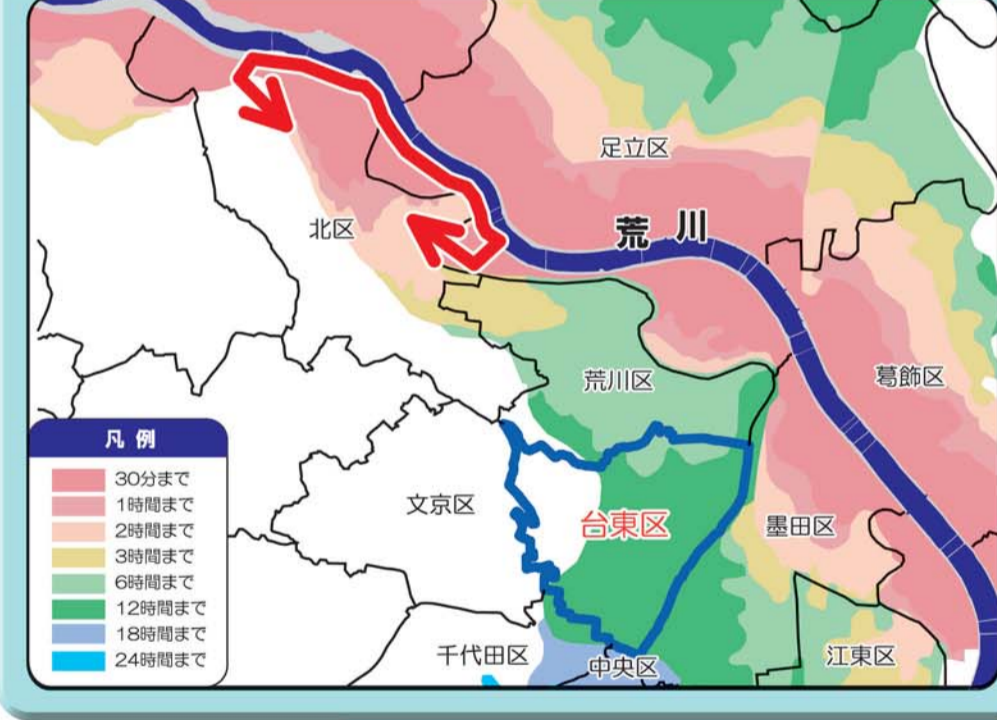 足立区
北区
荒川
荒川区
葛飾区
文京区
台東区
墨田区
千代田区
中央区
江東区
凡例
30分まで
1時間まで
2時間まで
3時間まで
6時間まで
12時間まで
18時間まで
24時間まで